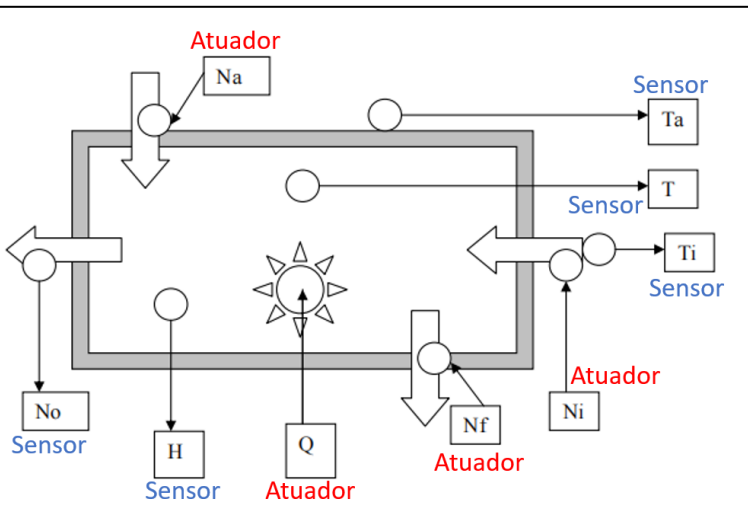 Atuador
Na
Sensor
Ta
T
Sensor
Ti
Sensor
Atuador
No
Sensor
H
Sensor
Q
Atuador
Nf
Atuador
Ni